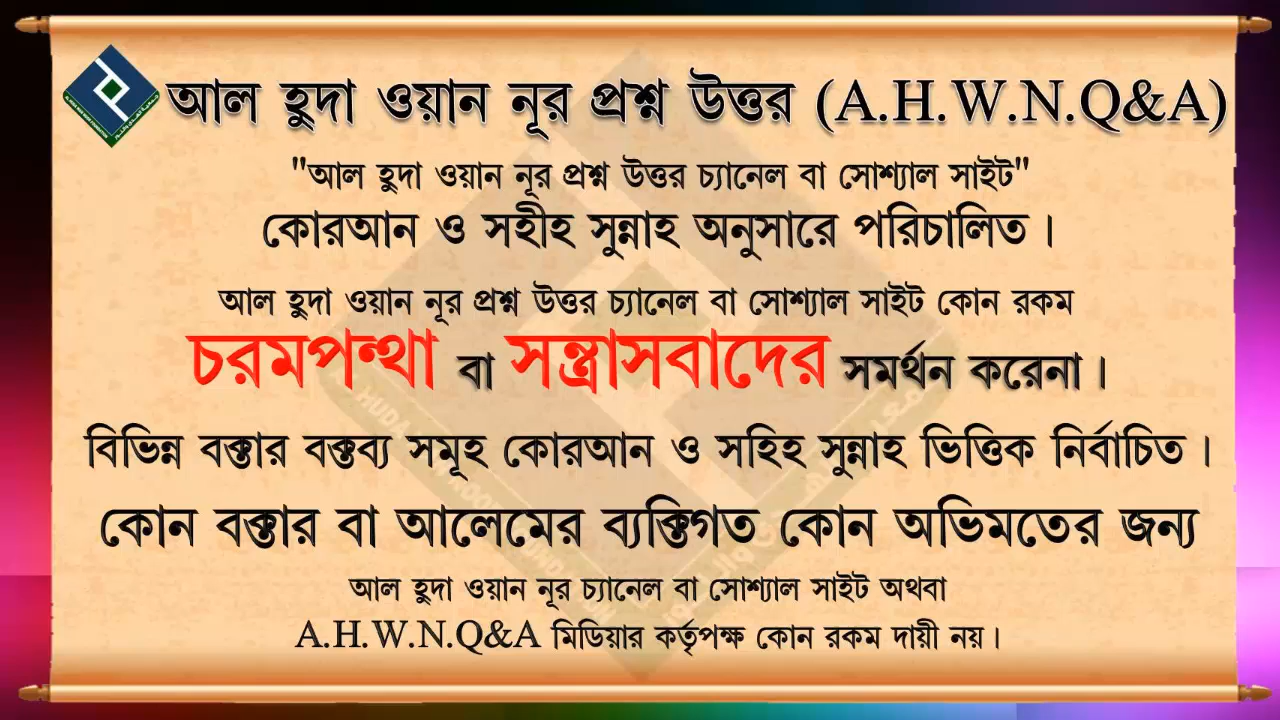 আল হুদা ওয়ান নূর প্রশ্ন উত্তর (A.H.W.N.Q&A)
"আল হুদা ওয়ান নূর প্রশ্ন উত্তর চ্যানেল বা সোশ্যাল সাইট"
কোরআন ও সহীহ সুন্নাহ অনুসারে পরিচালিত।
আল হুদা ওয়ান নূর প্রশ্ন উত্তর চ্যানেল বা সোশ্যাল সাইট কোন রকম
চরমপন্থা বা সন্ত্রাসবাদের সমর্থন করেনা।
বিভিন্ন বক্তার বক্তব্য সমূহ কোরআন ও সহিহ সুন্নাহ ভিত্তিক নির্বাচিত।
কোন বক্তার বা আলেমের ব্যক্তিগত কোন অভিমতের জন্য
আল হুদা ওয়ান নূর চ্যানেল বা সোশ্যাল সাইট অথবা
A.H.W.N.Q&A মিডিয়ার কর্তৃপক্ষ কোন রকম দায়ী নয়।